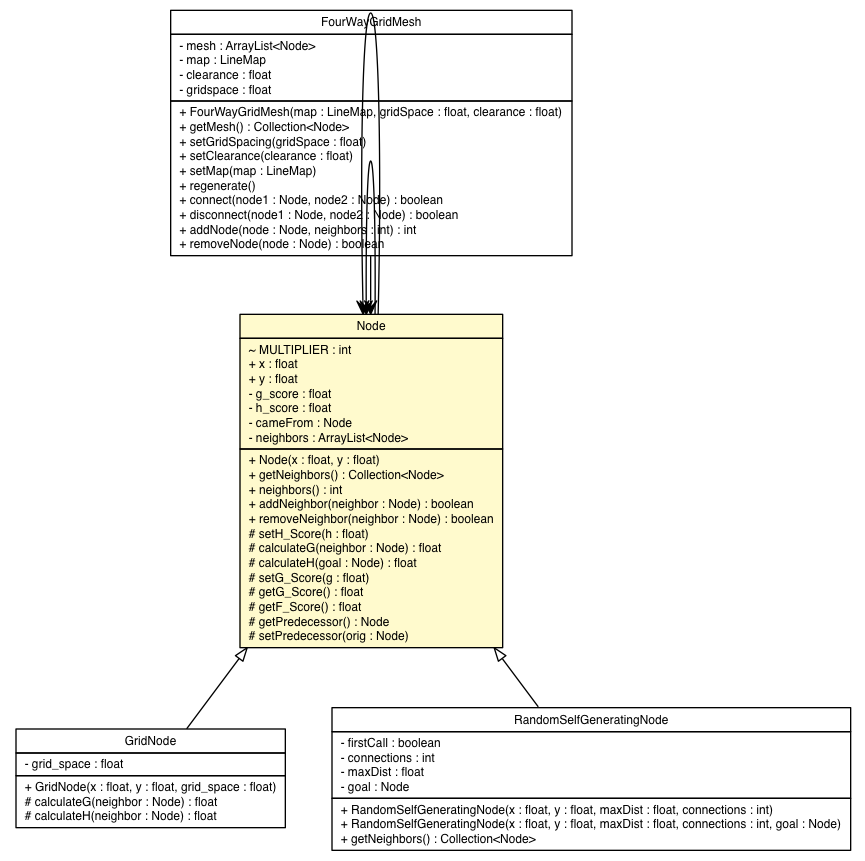 FourWayGridMesh
- mesh : ArrayList<Node>
- map : LineMap
- clearance : float
- gridspace : float
+ FourWayGridMesh(map : LineMap, gridSpace : float, clearance : float)
+ getMesh() : Collection<Node>
+ setGridSpacing(gridSpace : float)
+ setClearance(clearance : float)
+ setMap(map : LineMap)
+ regenerate()
+ connect(node1 : Node, node2 : Node) : boolean
+ disconnect(node1 : Node, node2 : Node) : boolean
+ addNode(node : Node, neighbors : int) : int
+ removeNode(node : Node) : boolean
Node
~ MULTIPLIER : int
+ x : float
+ y : float
- g_score : float
- h_score : float
- cameFrom : Node
- neighbors : ArrayList<Node>
+ Node(x : float, y : float)
+ getNeighbors() : Collection<Node>
+ neighbors() : int
+ addNeighbor(neighbor : Node) : boolean
+ removeNeighbor(neighbor : Node) : boolean
# setH_Score(h : float)
# calculateG(neighbor : Node) : float
# calculateH(goal : Node) : float
# setG_Score(g : float)
# getG_Score() : float
# getF_Score() : float
# getPredecessor() : Node
# setPredecessor(orig : Node)
GridNode
- grid_space : float
+ GridNode(x : float, y : float, grid_space : float)
# calculateG(neighbor : Node) : float
# calculateH(neighbor : Node) : float
RandomSelfGeneratingNode
- firstCall : boolean
- connections : int
- maxDist : float
- goal : Node
+ RandomSelfGeneratingNode(x : float, y : float, maxDist : float, connections : int)
+ RandomSelfGeneratingNode(x : float, y : float, maxDist : float, connections : int, goal : Node)
+ getNeighbors() : Collection<Node>